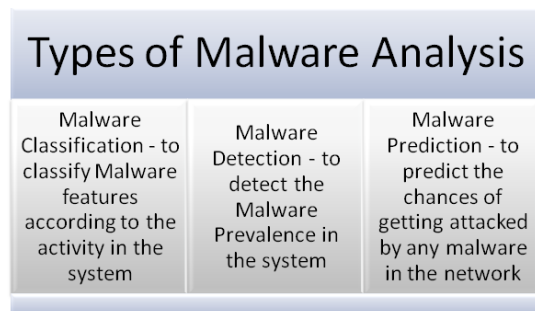 Types of Malware Analysis
Malware
Classification - to
classify Malware
features
according to the
activity in the
system
Malware
Detection - to
detect the
Malware
Prevalence in
the system
Malware
Prediction - to
predict the
chances of
getting attacked
by any malware
in the network